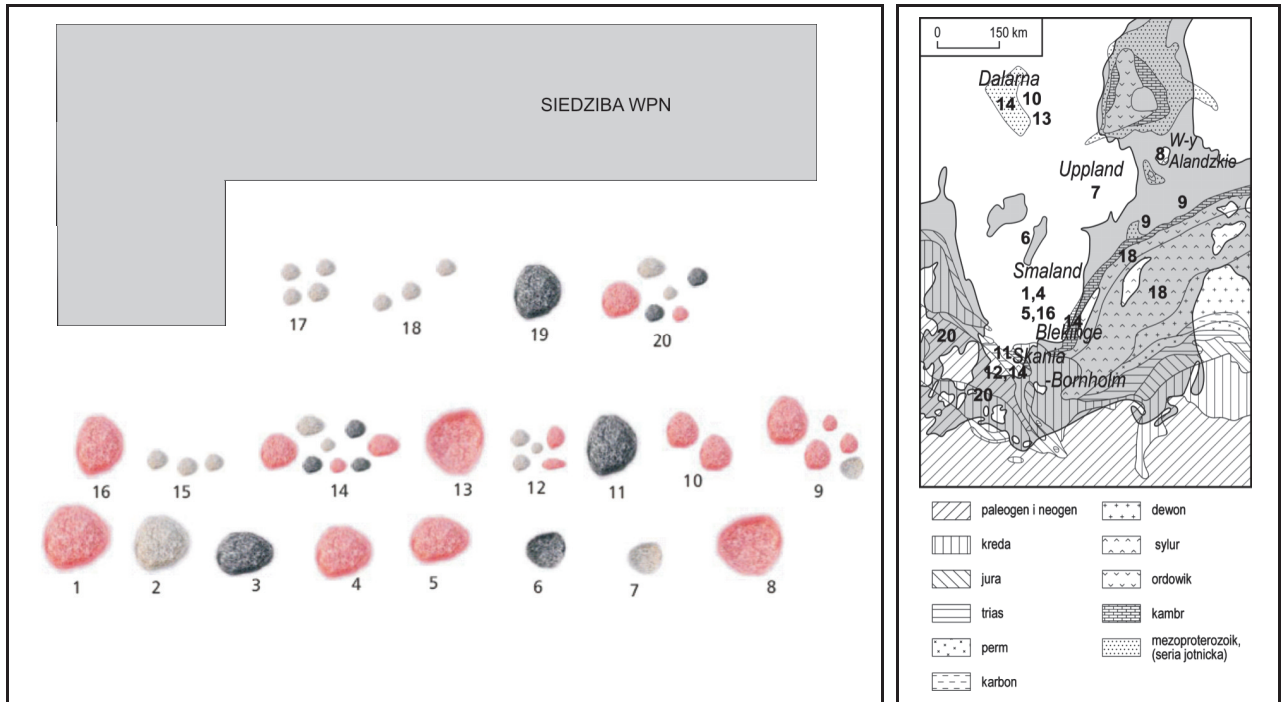 SIEDZIBA WPN
17
18
19
20
16
15
14
13
12
11
10
9
1
2
3
4
5
6
7
8
0 150 km
Dalarna
14 10
13
8 W-y
Alandzkie
Uppland
7
9
9
6
18
Smaland
1,4
18
5,16
14
Blekinge
20
11 Skania
12,14
-Bornholm
20
paleogen i neogen
kreda
jura
trias
perm
karbon
dewon
sylur
ordowik
kambr
mezoproterozoik,
(seria jotnicka)